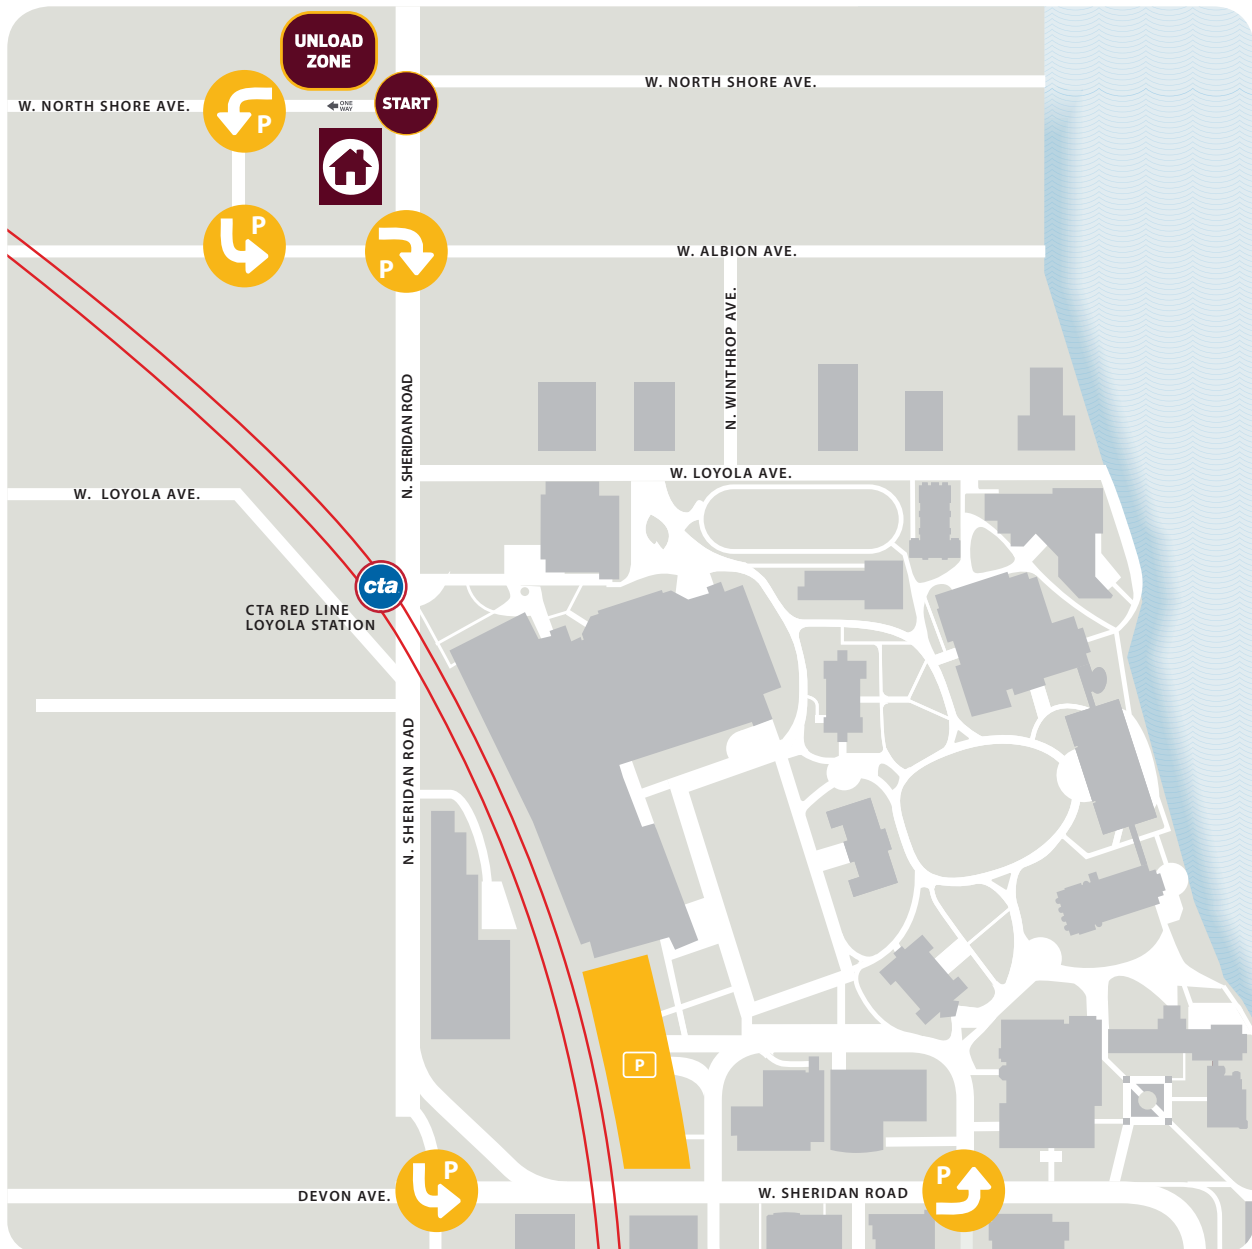 UNLOAD
ZONE
W. NORTH SHORE AVE.
W. NORTH SHORE AVE.
ONE
WAY
START
P
P
P
W. ALBION AVE.
N. WINTHROP AVE.
N. SHERIDAN ROAD
W. LOYOLA AVE.
W. LOYOLA AVE.
cta
CTA RED LINE
LOYOLA STATION
N. SHERIDAN ROAD
P
P
P
DEVON AVE.
W. SHERIDAN ROAD